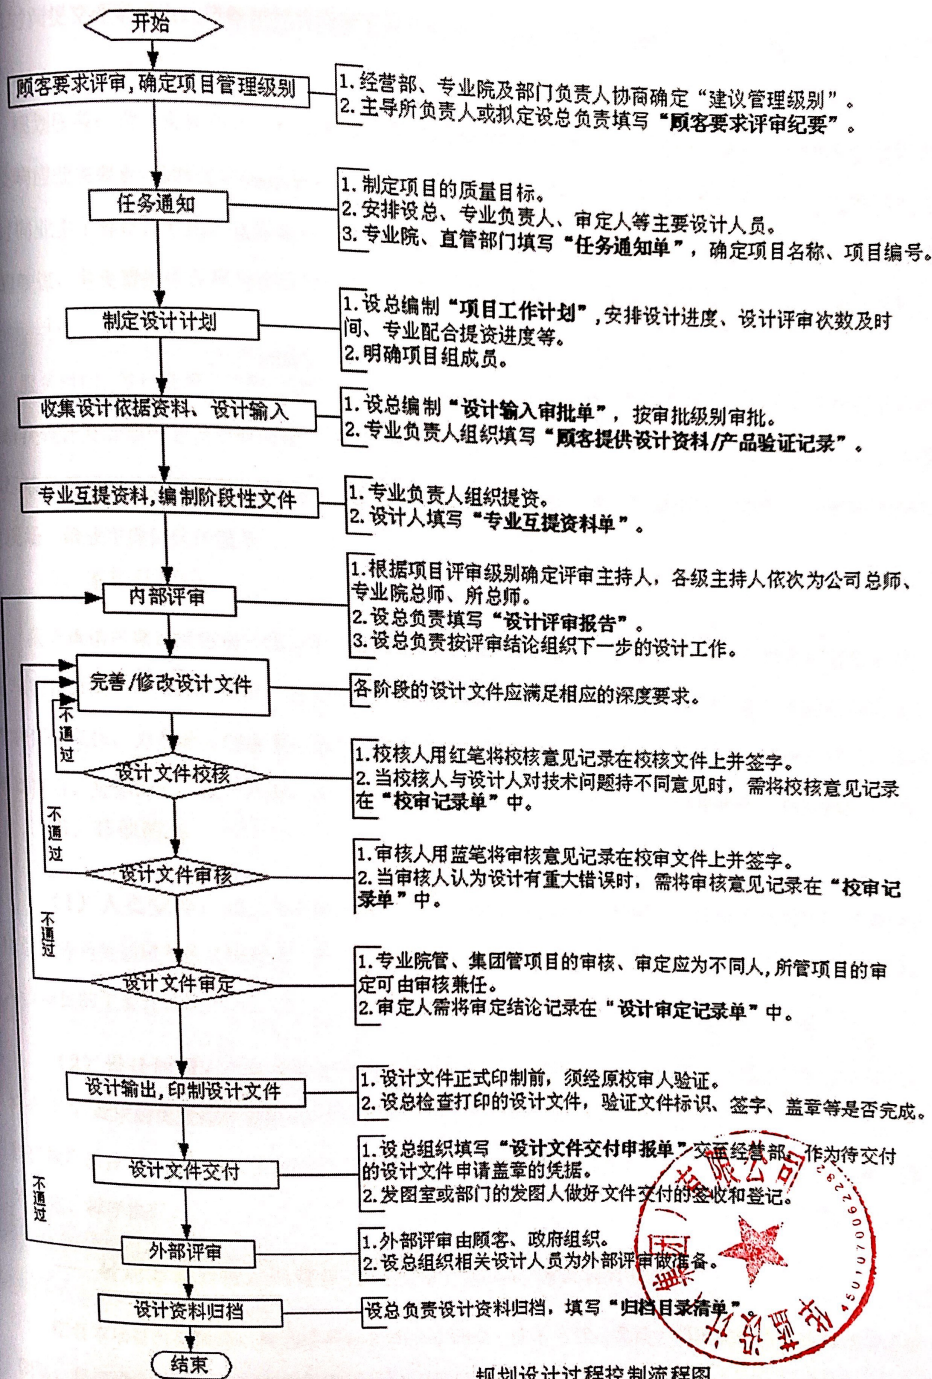 开始
顾客要求评审,确定项目管理级别
1.经营部、专业院及部门负责人协商确定“建议管理级别”。
2.主导所负责人或拟定设总负责填写“顾客要求评审纪要”。
任务通知
1.制定项目的质量目标。
2.安排设总、专业负责人、审定人等主要设计人员。
3.专业院、直管部门填写“任务通知单”,确定项目名称、项目编号。
制定设计计划
1.设总编制“项目工作计划”,安排设计进度、设计评审次数及时
间、专业配合提资进度等。
2.明确项目组成员。
收集设计依据资料、设计输入
1.设总编制“设计输入审批单”,按审批级别审批。
2.专业负责人组织填写“顾客提供设计资料/产品验证记录”。
专业互提资料,编制阶段性文件
1.专业负责人组织提资。
2.设计人填写“专业互提资料单”。
内部评审
1.根据项目评审级别确定评审主持人,各级主持人依次为公司总师、
专业院总师、所总师。
2.设总负责填写“设计评审报告”。
3.设总负责按评审结论组织下一步的设计工作。
完善/修改设计文件
各阶段的设计文件应满足相应的深度要求。
不通过
设计文件校核
1.校核人用红笔将校核意见记录在校核文件上并签字。
2.当校核人与设计人对技术问题持不同意见时,需将校核意见记录
在“校审记录单”中。
不通过
设计文件审核
1.审核人用蓝笔将审核意见记录在校审文件上并签字。
2.当审核人认为设计有重大错误时,需将审核意见记录在“校审记
录单”中。
不通过
设计文件审定
1.专业院管、集团管项目的审核、审定应为不同人,所管项目的审
定可由审核兼任。
2.审定人需将审定结论记录在“设计审定记录单”中。
设计输出,印制设计文件
1.设计文件正式印制前,须经原校审人验证。
2.设总检查打印的设计文件,验证文件标识、签字、盖章等是否完成。
设计文件交付
1.设总组织填写“设计文件交付申报单”交至经营部,作为待交付
的设计文件申请盖章的凭据。
2.发图室或部门的发图人做好文件交付的签收和登记。
不通过
外部评审
1.外部评审由顾客、政府组织。
2.设总组织相关设计人员为外部评审做准备。
设计资料归档
设总负责设计资料归档,填写“归档目录清单”。
结束
规划设计过程控制流程图